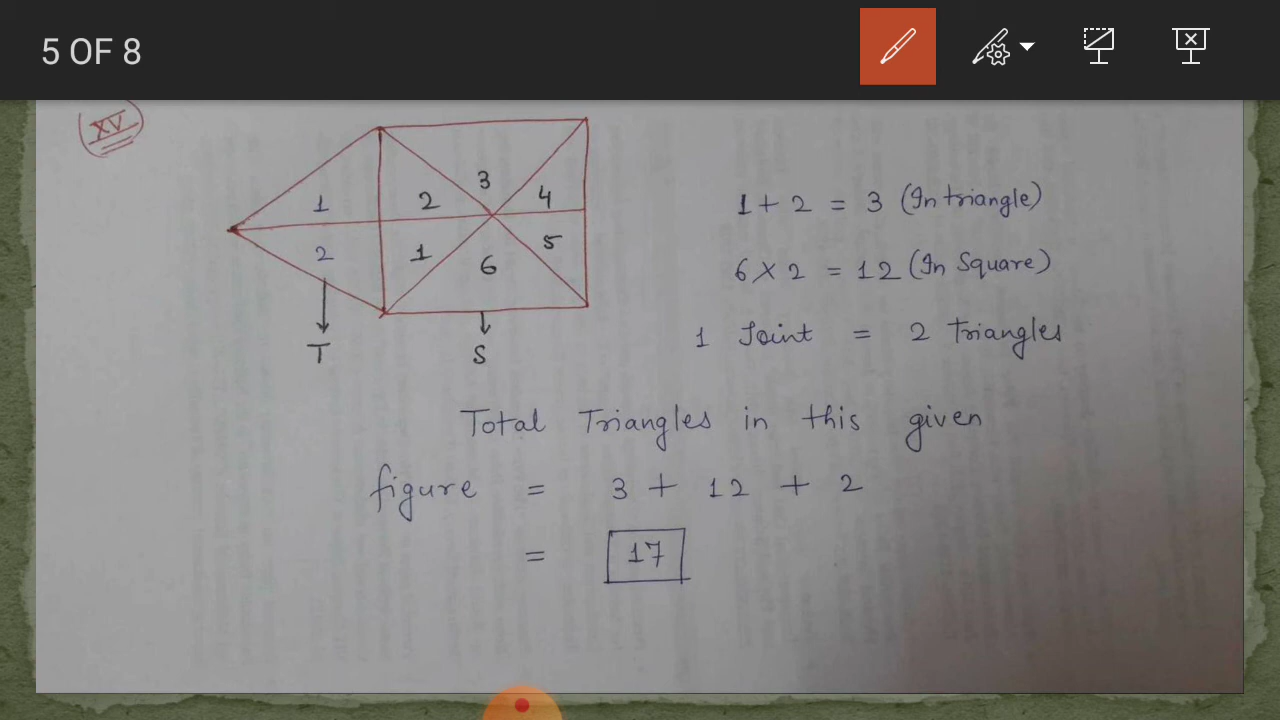 5 OF 8
XV
1
2
3
4
2
1
5
6
T
S
1 + 2 = 3 (In triangle)
6 X 2 = 12 (In Square)
1 Joint = 2 Triangles
Total Triangles in this given
figure = 3 + 12 + 2
= 17